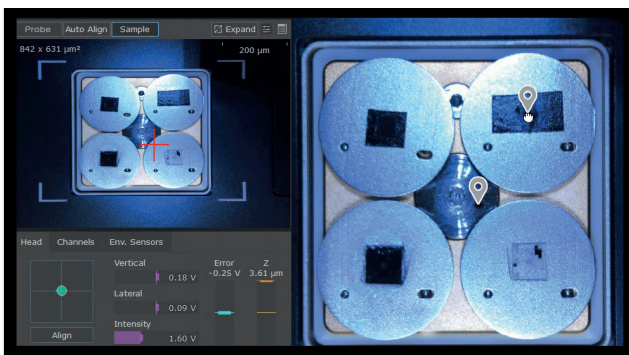 Probe Auto Align Sample Expand
842 x 631 µm² 200 µm
Head Channels Env. Sensors
Vertical Error Z
0.18 V -0.25 V 3.61 µm
Lateral
0.09 V
Intensity
Align 1.60 V